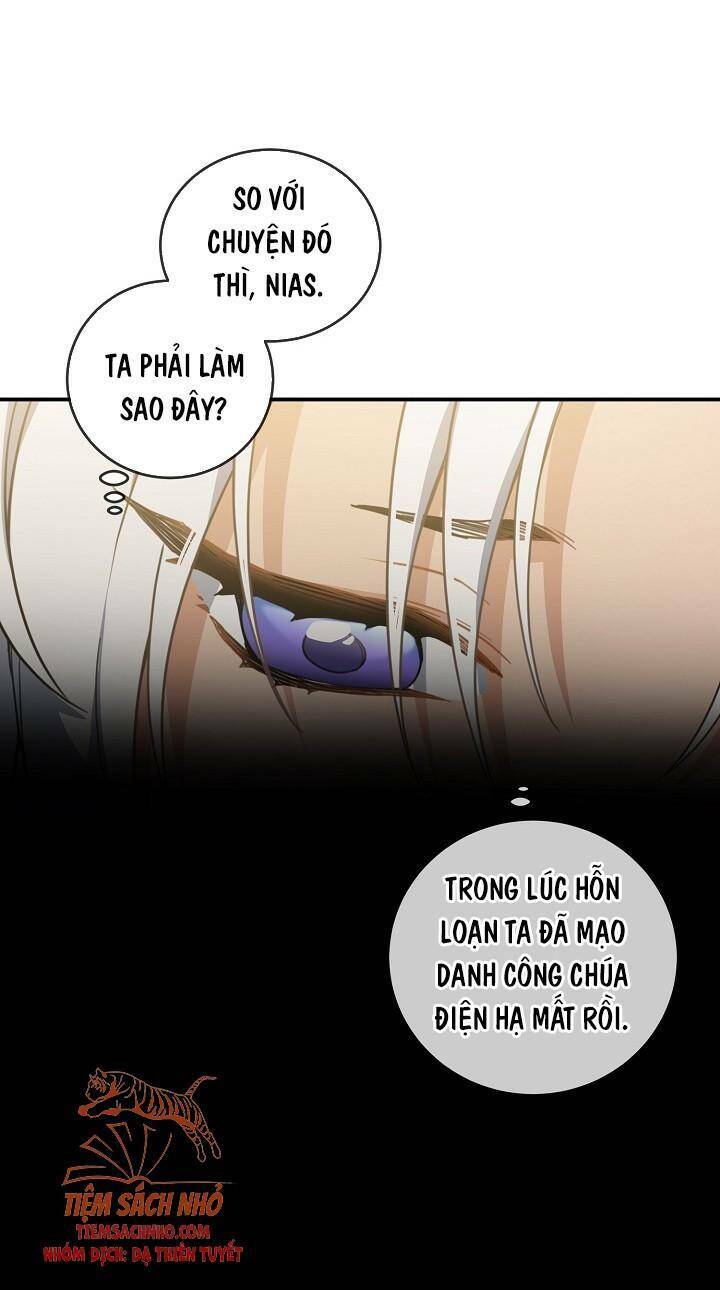 SO VỚI
CHUYỆN ĐÓ
THÌ, NIAS.
TA PHẢI LÀM
SAO ĐÂY?
TRONG LÚC HỖN
LOẠN TA ĐÃ MẠO
DANH CÔNG CHÚA
ĐIỆN HẠ MẤT RỒI.
TIỆM SÁCH NHỎ
TIEMSACHNHO.COM
NHÓM DỊCH: DẠ THIÊN TUYẾT